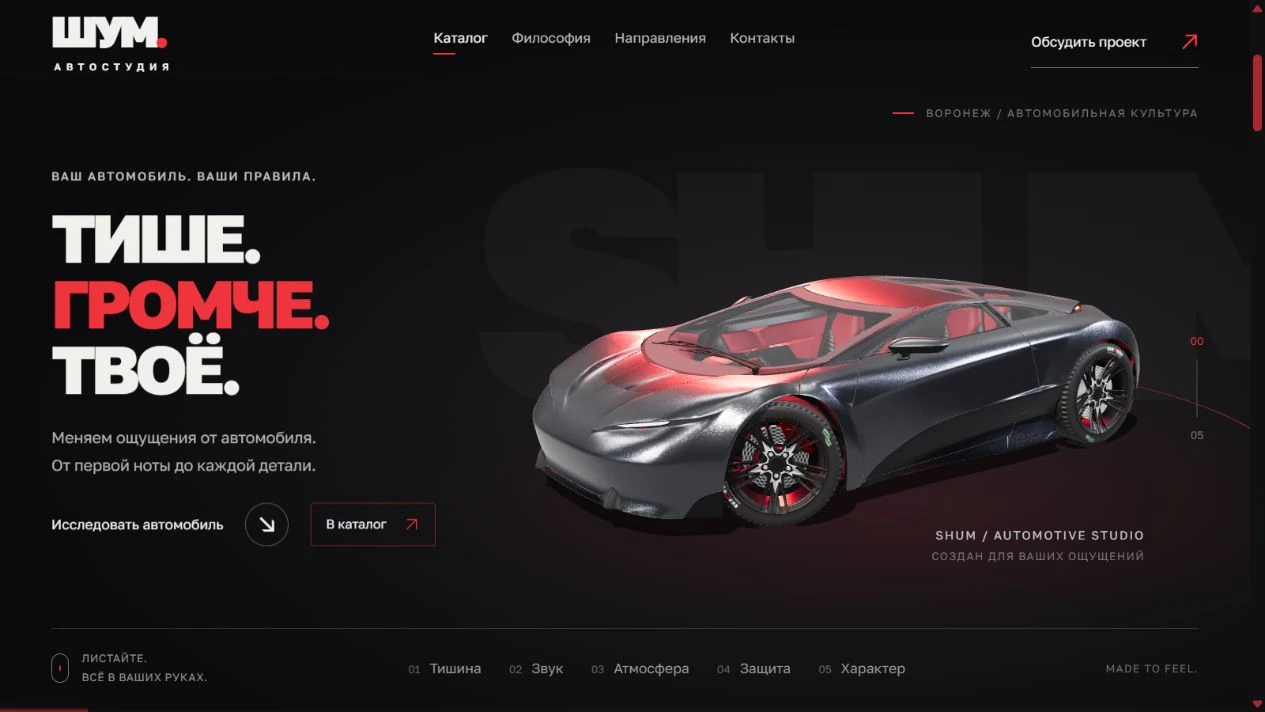 ШУМ.
АВТОСТУДИЯ
Каталог
Философия
Направления
Контакты
Обсудить проект
ВОРОНЕЖ / АВТОМОБИЛЬНАЯ КУЛЬТУРА
ВАШ АВТОМОБИЛЬ. ВАШИ ПРАВИЛА.
ТИШЕ.
ГРОМЧЕ.
ТВОЁ.
Меняем ощущения от автомобиля.
От первой ноты до каждой детали.
Исследовать автомобиль
В каталог
SHUM
00
05
SHUM / AUTOMOTIVE STUDIO
СОЗДАН ДЛЯ ВАШИХ ОЩУЩЕНИЙ
ЛИСТАЙТЕ.
ВСЁ В ВАШИХ РУКАХ.
01 Тишина
02 Звук
03 Атмосфера
04 Защита
05 Характер
MADE TO FEEL.